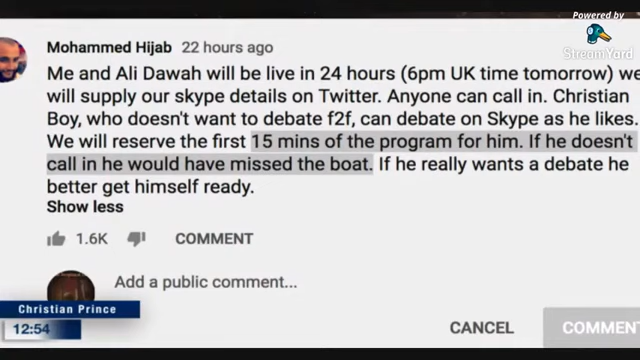 Powered by
StreamYard
Mohammed Hijab 22 hours ago
Me and Ali Dawah will be live in 24 hours (6pm UK time tomorrow) we
will supply our skype details on Twitter. Anyone can call in. Christian
Boy, who doesn't want to debate f2f, can debate on Skype as he likes.
We will reserve the first 15 mins of the program for him. If he doesn't
call in he would have missed the boat. If he really wants a debate he
better get himself ready.
Show less
1.6K COMMENT
Add a public comment...
Christian Prince
12:54
CANCEL COMMENT